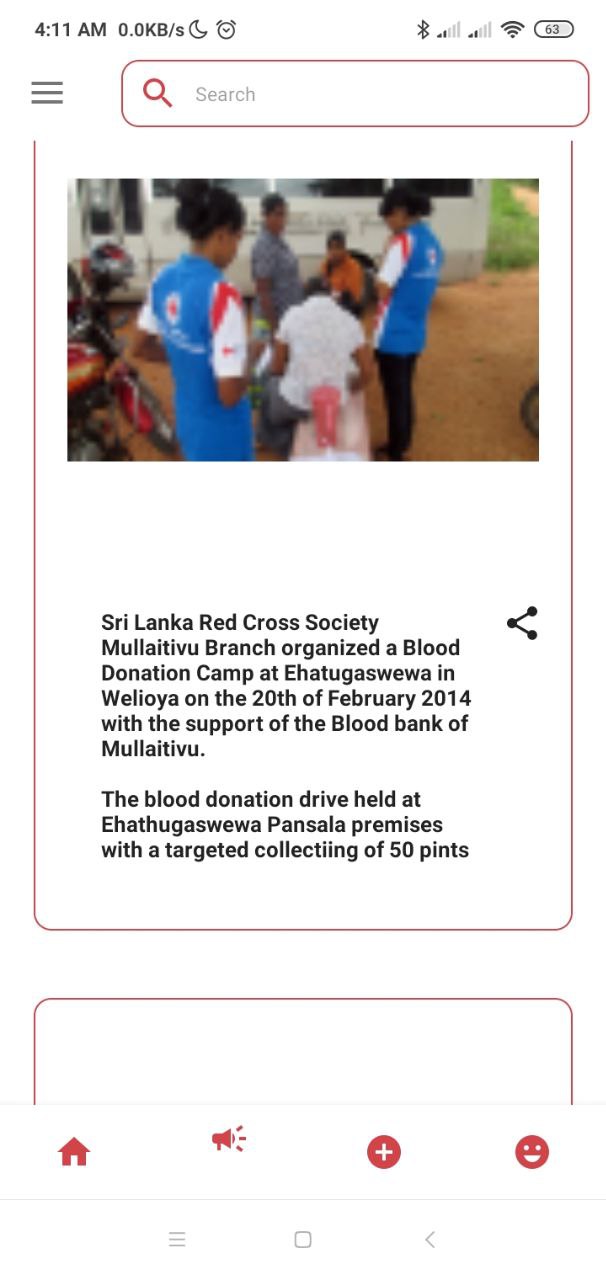 4:11 AM 0.0KB/s
63
Search
Sri Lanka Red Cross Society
Mullaitivu Branch organized a Blood
Donation Camp at Ehatugaswewa in
Welioya on the 20th of February 2014
with the support of the Blood bank of
Mullaitivu.
The blood donation drive held at
Ehathugaswewa Pansala premises
with a targeted collectiing of 50 pints